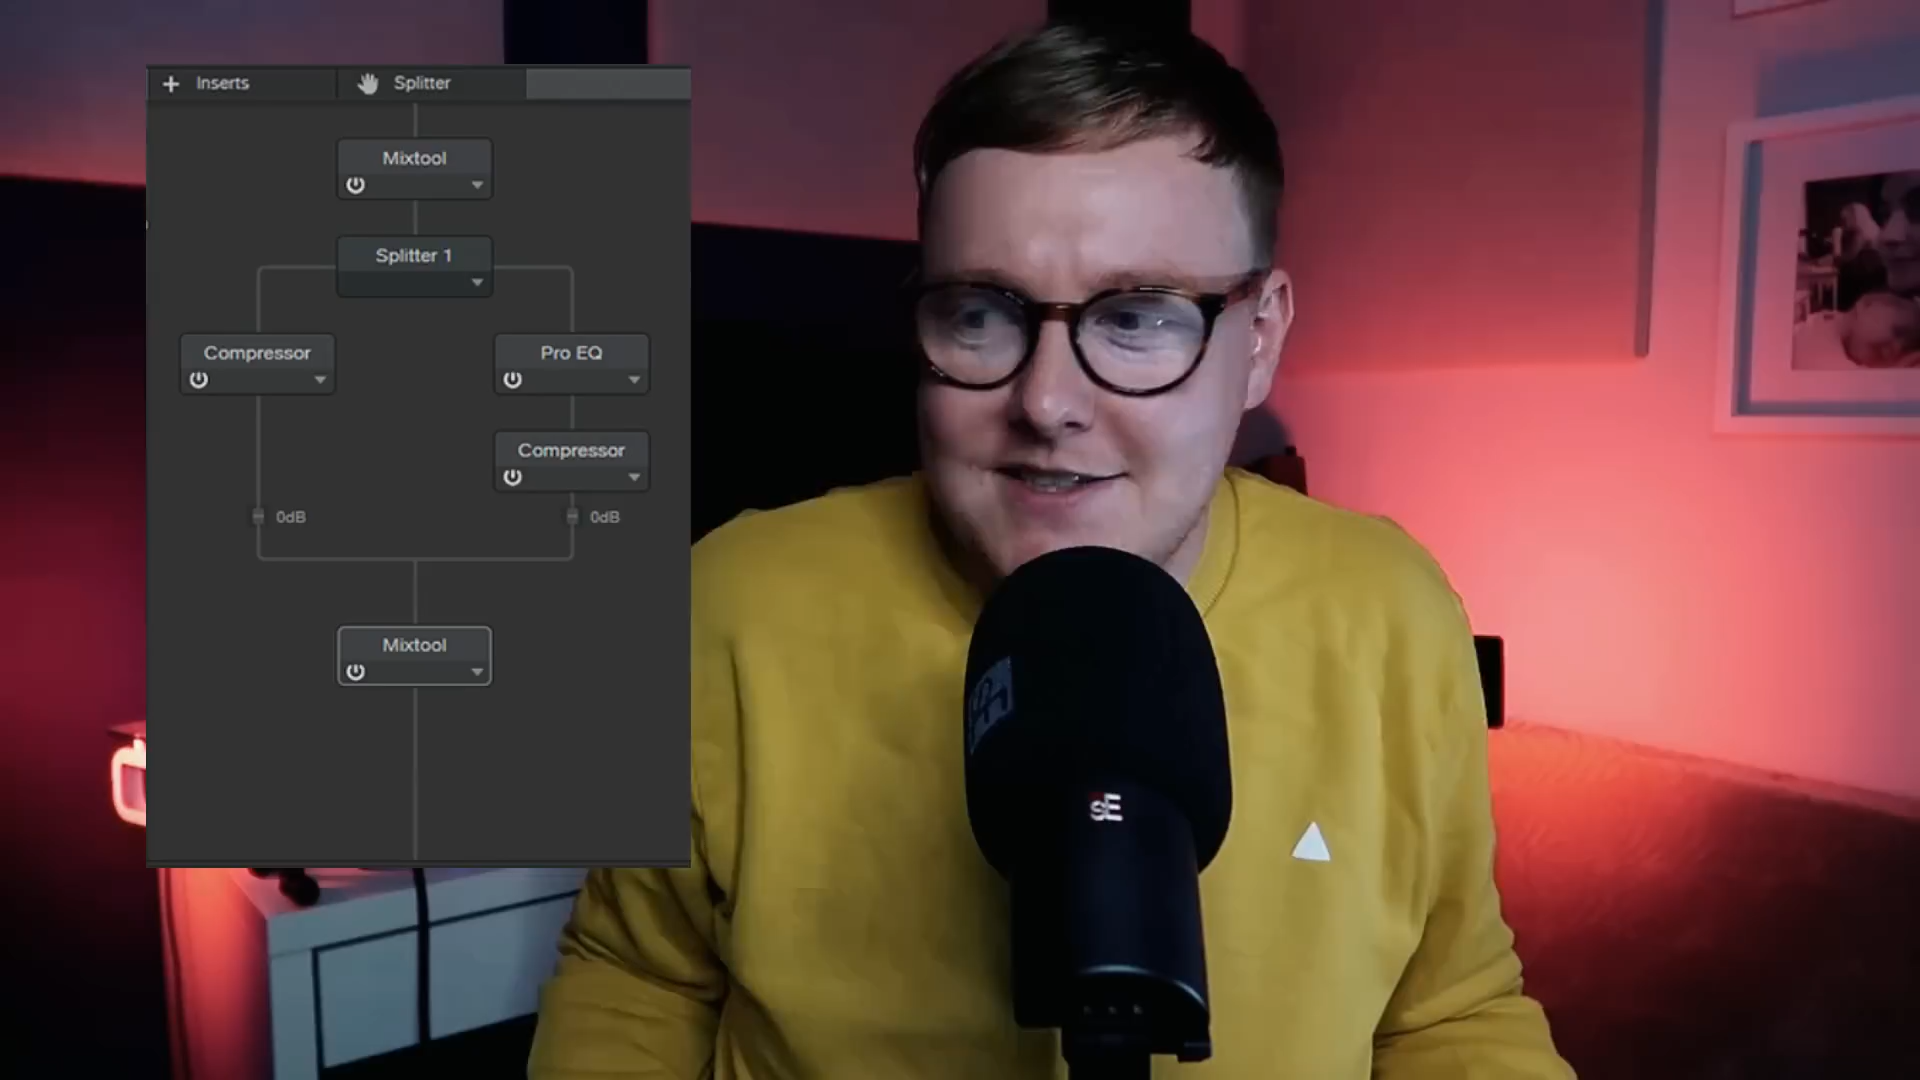 + Inserts
Splitter
Mixtool
Splitter 1
Compressor
Pro EQ
Compressor
0dB
0dB
Mixtool
sE